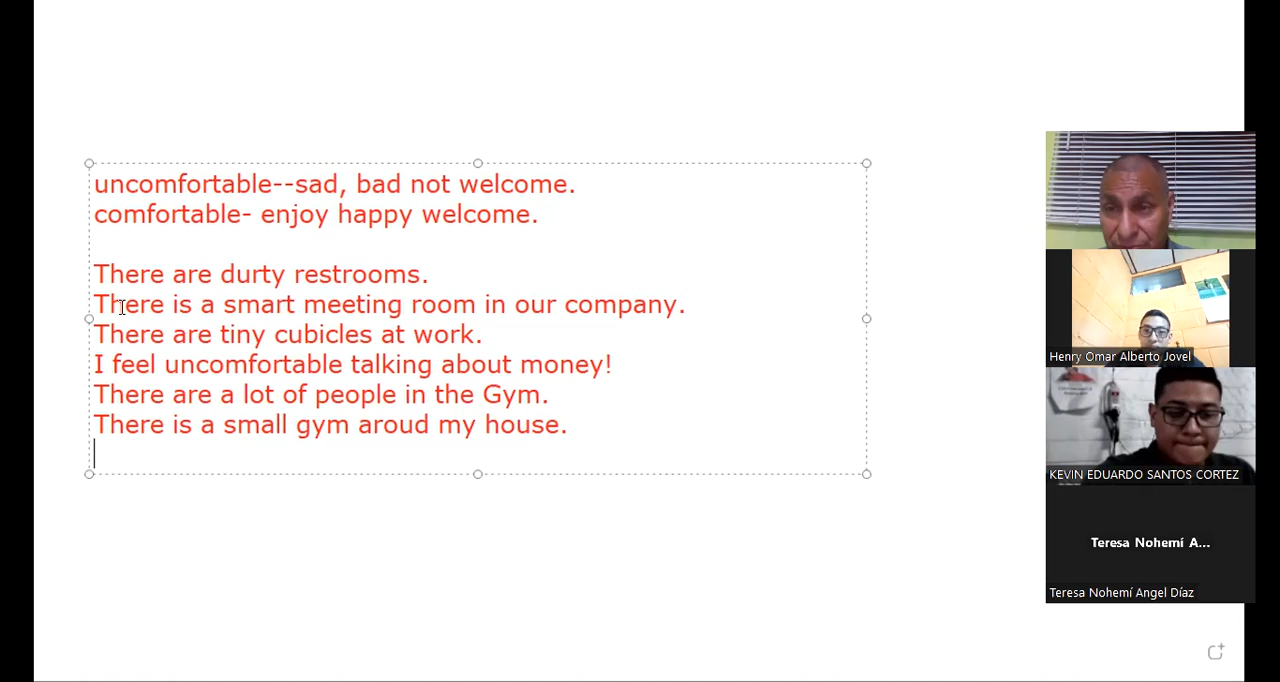 uncomfortable--sad, bad not welcome.
comfortable- enjoy happy welcome.
There are durty restrooms.
There is a smart meeting room in our company.
There are tiny cubicles at work.
I feel uncomfortable talking about money!
There are a lot of people in the Gym.
There is a small gym aroud my house.
Henry Omar Alberto Jovel
KEVIN EDUARDO SANTOS CORTEZ
Teresa Nohemí A...
Teresa Nohemí Angel Díaz